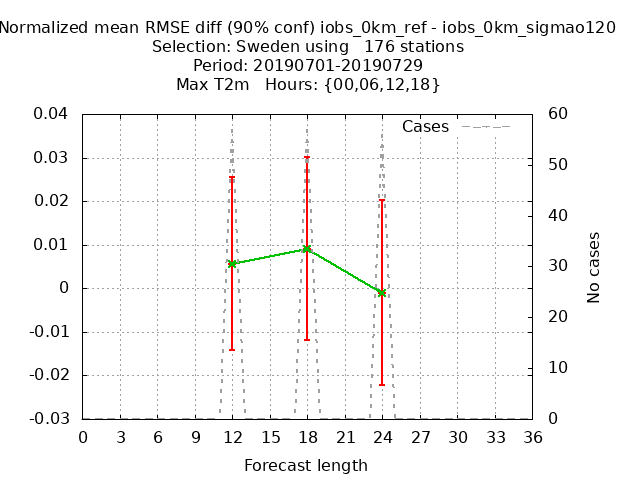 Normalized mean RMSE diff (90% conf) iobs_0km_ref - iobs_0km_sigmao120
Selection: Sweden using   176 stations
Period: 20190701-20190729
Max T2m   Hours: {00,06,12,18}
Cases
0.04
0.03
0.02
0.01
0
-0.01
-0.02
-0.03
60
50
40
30
20
10
0
No cases
0 3 6 9 12 15 18 21 24 27 30 33 36
Forecast length